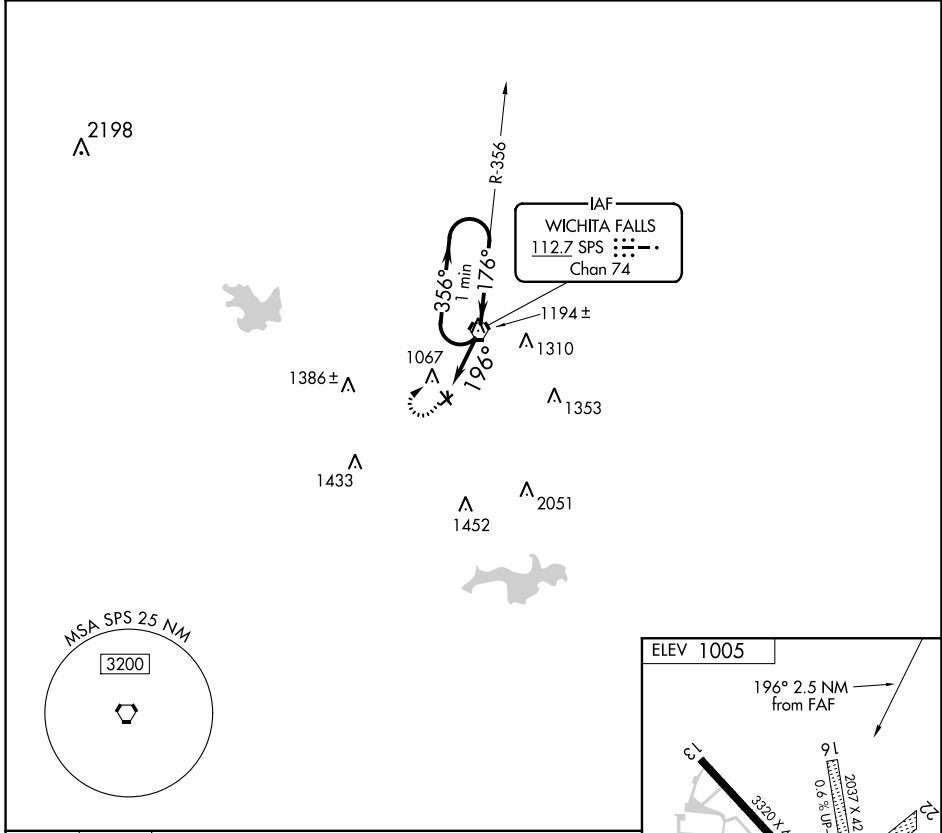 2198
R-356
IAF
WICHITA FALLS
112.7 SPS
Chan 74
356°
1 min
176°
1194 ±
1310
1067
196°
1386 ±
1353
1433
2051
1452
MSA SPS 25 NM
3200
ELEV 1005
196° 2.5 NM
from FAF
13
16
2037 X 42
0.6 % UP
22